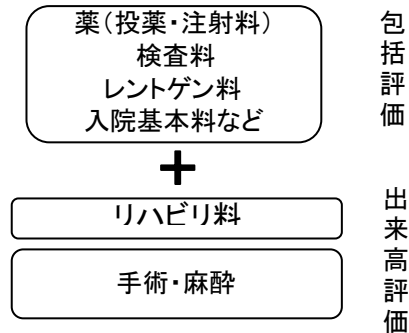 薬（投薬・注射料）
検査料
レントゲン料
入院基本料など
包括評価
＋
リハビリ料
手術・麻酔
出来高評価